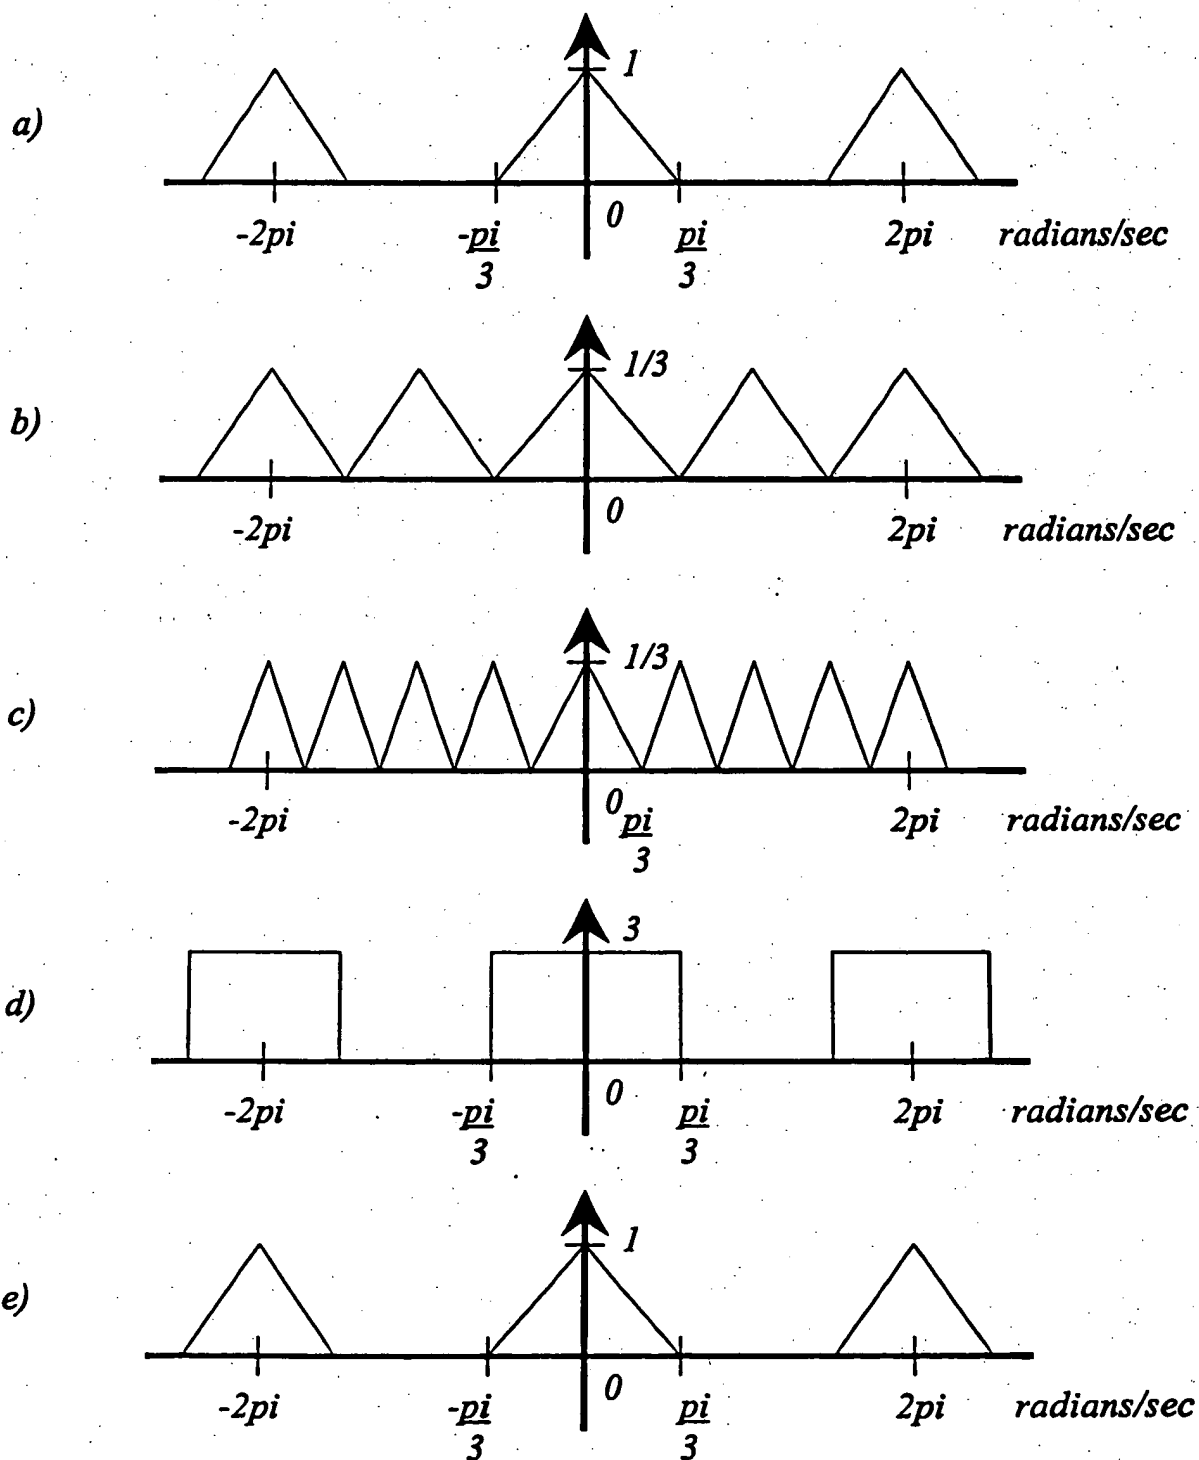 1
a)
0
-2pi -pi/3 pi/3 2pi radians/sec
1/3
b)
0
-2pi 2pi radians/sec
1/3
c)
0
-2pi pi/3 2pi radians/sec
3
d)
0
-2pi -pi/3 pi/3 2pi radians/sec
1
e)
0
-2pi -pi/3 pi/3 2pi radians/sec